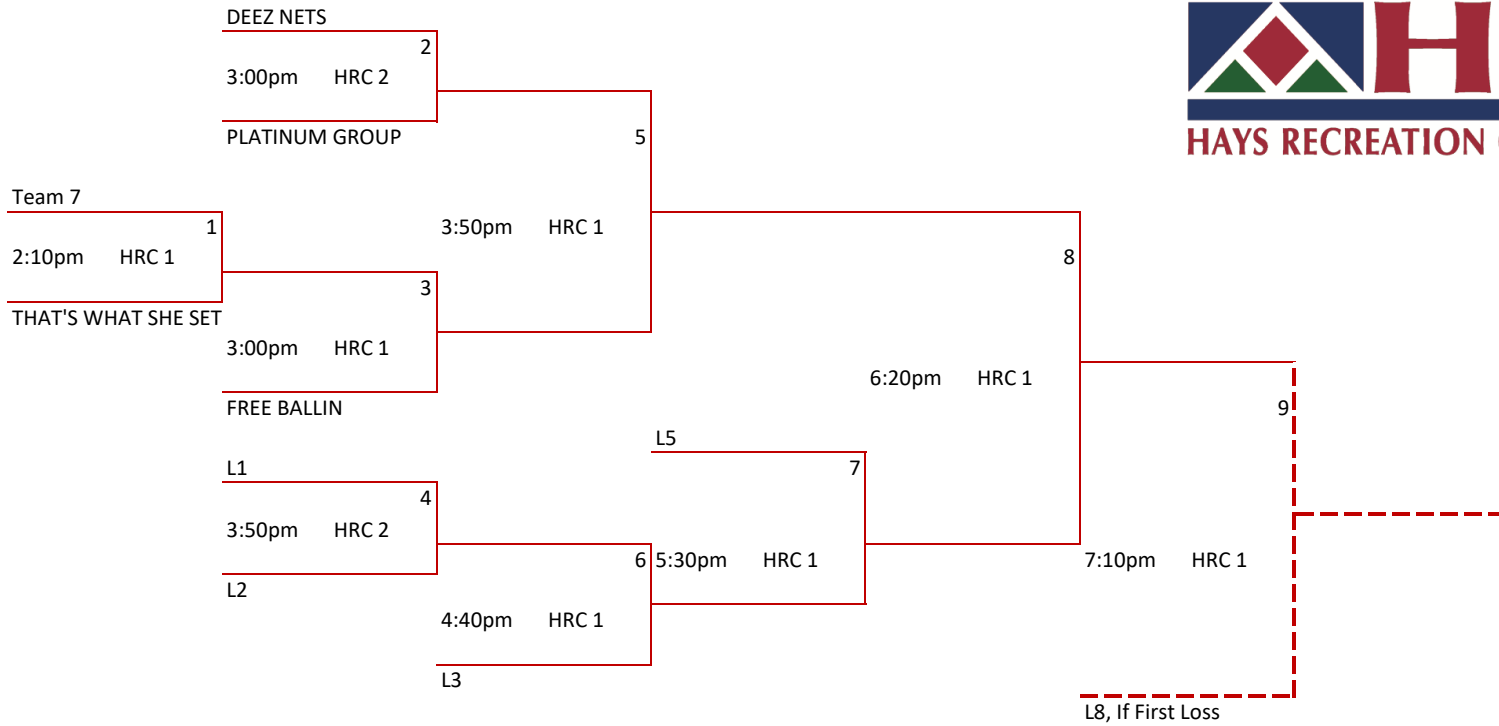 DEEZ NETS
2
3:00pm HRC 2
PLATINUM GROUP
5
H
HAYS RECREATION
Team 7
1
2:10pm HRC 1
3:50pm HRC 1
8
3
THAT'S WHAT SHE SET
3:00pm HRC 1
6:20pm HRC 1
FREE BALLIN
9
L5
L1
7
4
3:50pm HRC 2
6
5:30pm HRC 1
7:10pm HRC 1
L2
4:40pm HRC 1
L3
L8, If First Loss